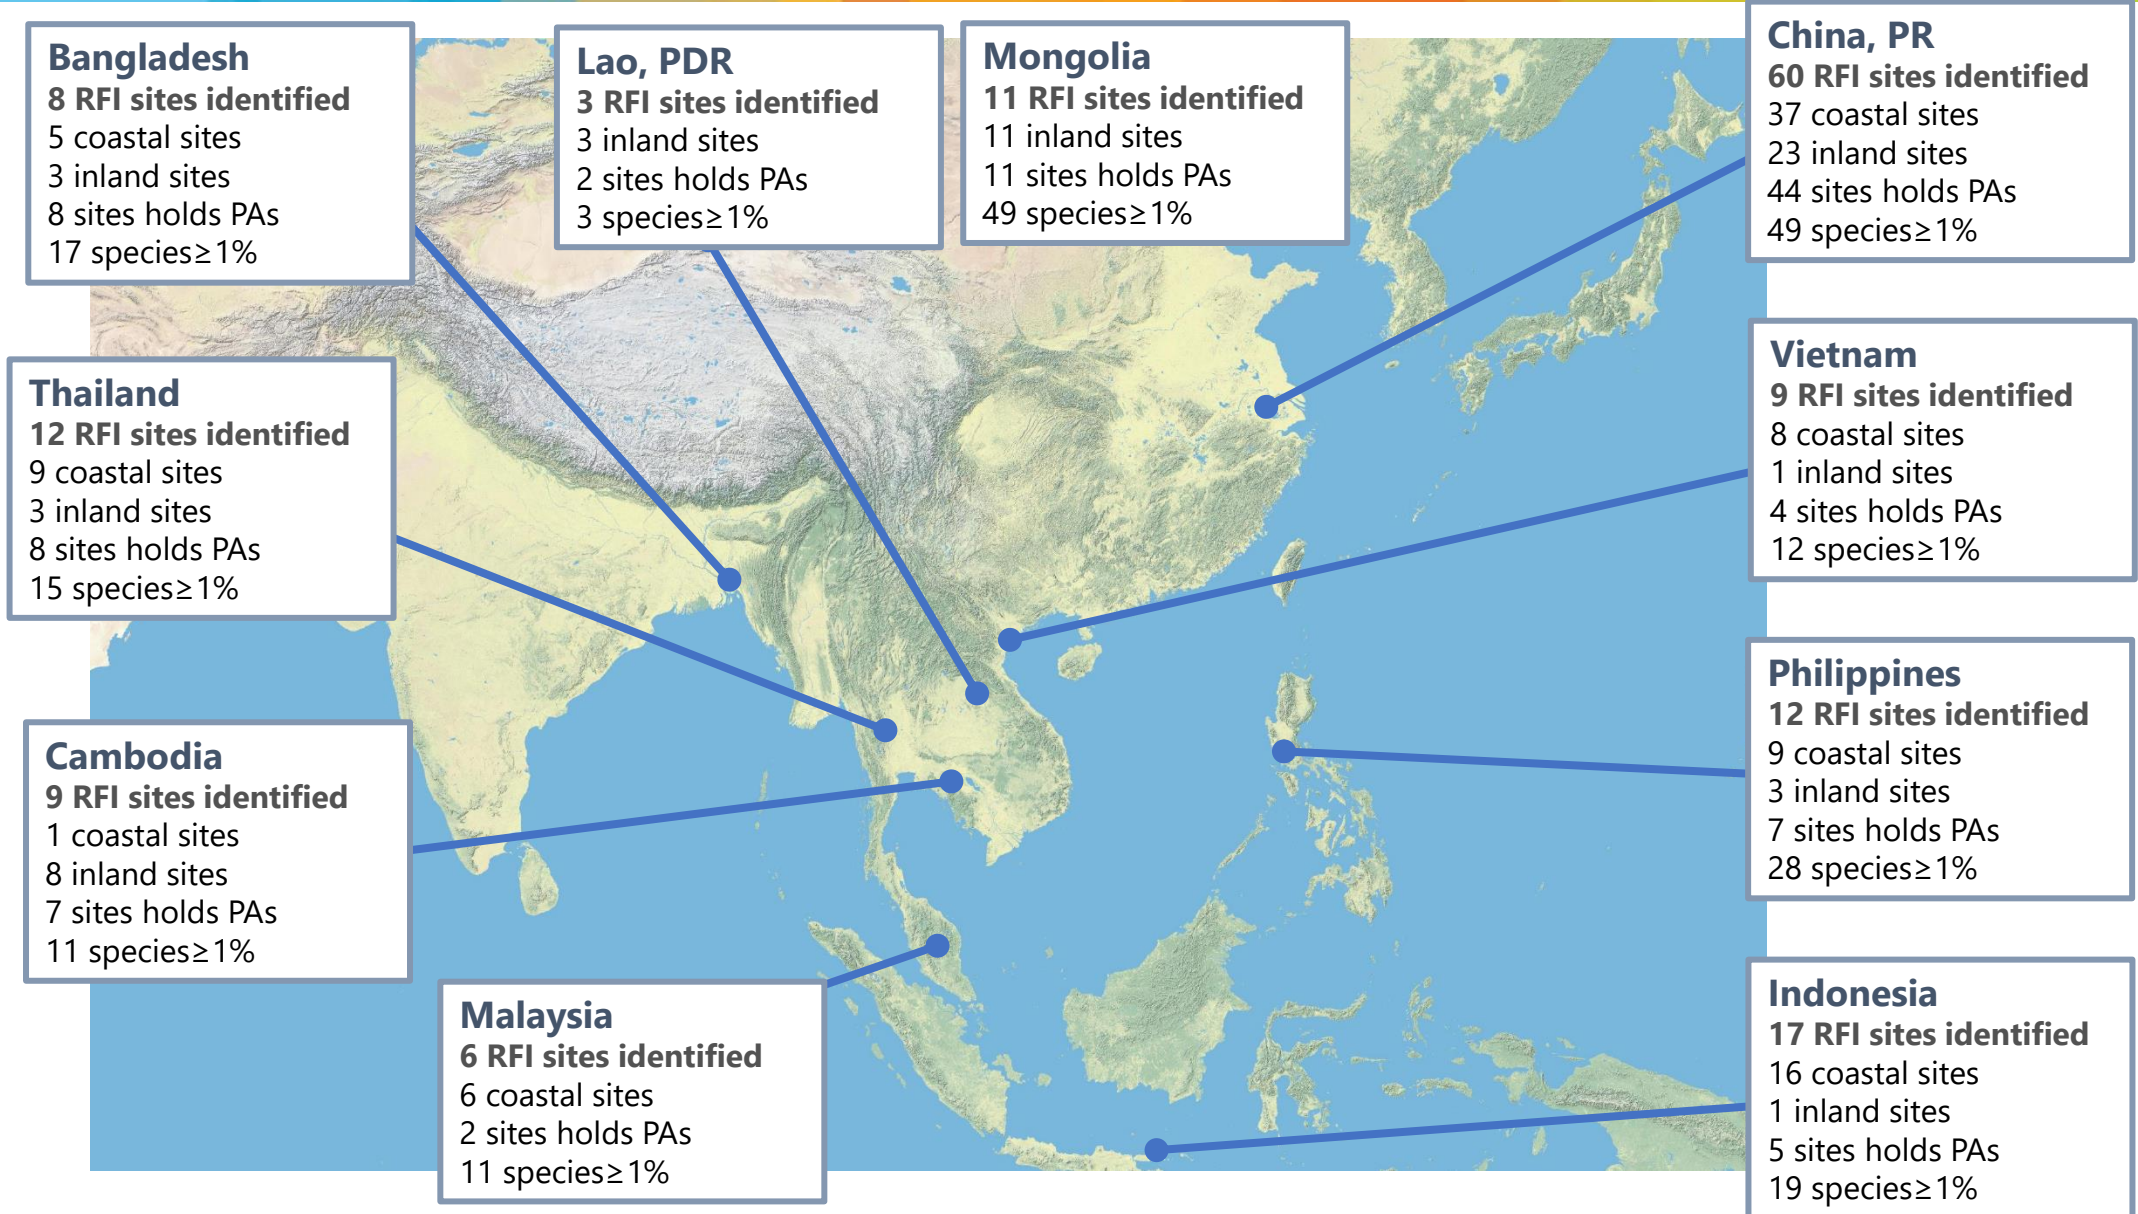 Bangladesh
8 RFI sites identified
5 coastal sites
3 inland sites
8 sites holds PAs
17 species≥1%
Lao, PDR
3 RFI sites identified
3 inland sites
2 sites holds PAs
3 species≥1%
Mongolia
11 RFI sites identified
11 inland sites
11 sites holds PAs
49 species≥1%
China, PR
60 RFI sites identified
37 coastal sites
23 inland sites
44 sites holds PAs
49 species≥1%
Thailand
12 RFI sites identified
9 coastal sites
3 inland sites
8 sites holds PAs
15 species≥1%
Vietnam
9 RFI sites identified
8 coastal sites
1 inland sites
4 sites holds PAs
12 species≥1%
Cambodia
9 RFI sites identified
1 coastal sites
8 inland sites
7 sites holds PAs
11 species≥1%
Philippines
12 RFI sites identified
9 coastal sites
3 inland sites
7 sites holds PAs
28 species≥1%
Malaysia
6 RFI sites identified
6 coastal sites
2 sites holds PAs
11 species≥1%
Indonesia
17 RFI sites identified
16 coastal sites
1 inland sites
5 sites holds PAs
19 species≥1%